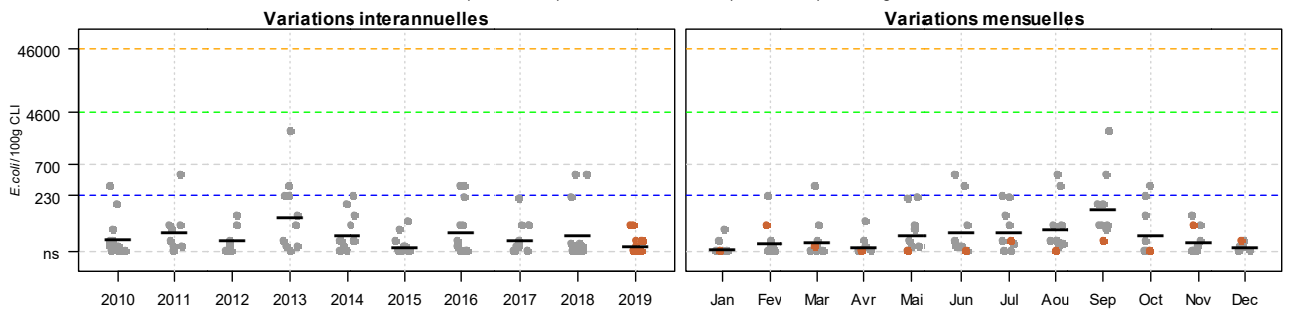 Variations interannuelles
Variations mensuelles
E.coli/100g CLI
46000
4600
700
230
ns
2010 2011 2012 2013 2014 2015 2016 2017 2018 2019
Jan Fev Mar Avr Mai Jun Jul Aou Sep Oct Nov Dec